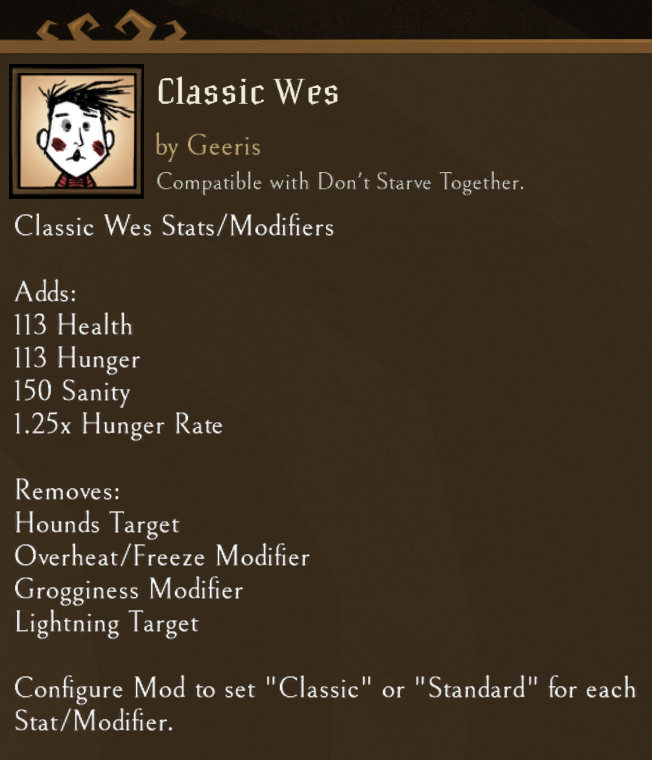 Classic Wes
by Geeris
Compatible with Don't Starve Together.
Classic Wes Stats/Modifiers
Adds:
113 Health
113 Hunger
150 Sanity
1.25x Hunger Rate
Removes:
Hounds Target
Overheat/Freeze Modifier
Grogginess Modifier
Lightning Target
Configure Mod to set "Classic" or "Standard" for each
Stat/Modifier.